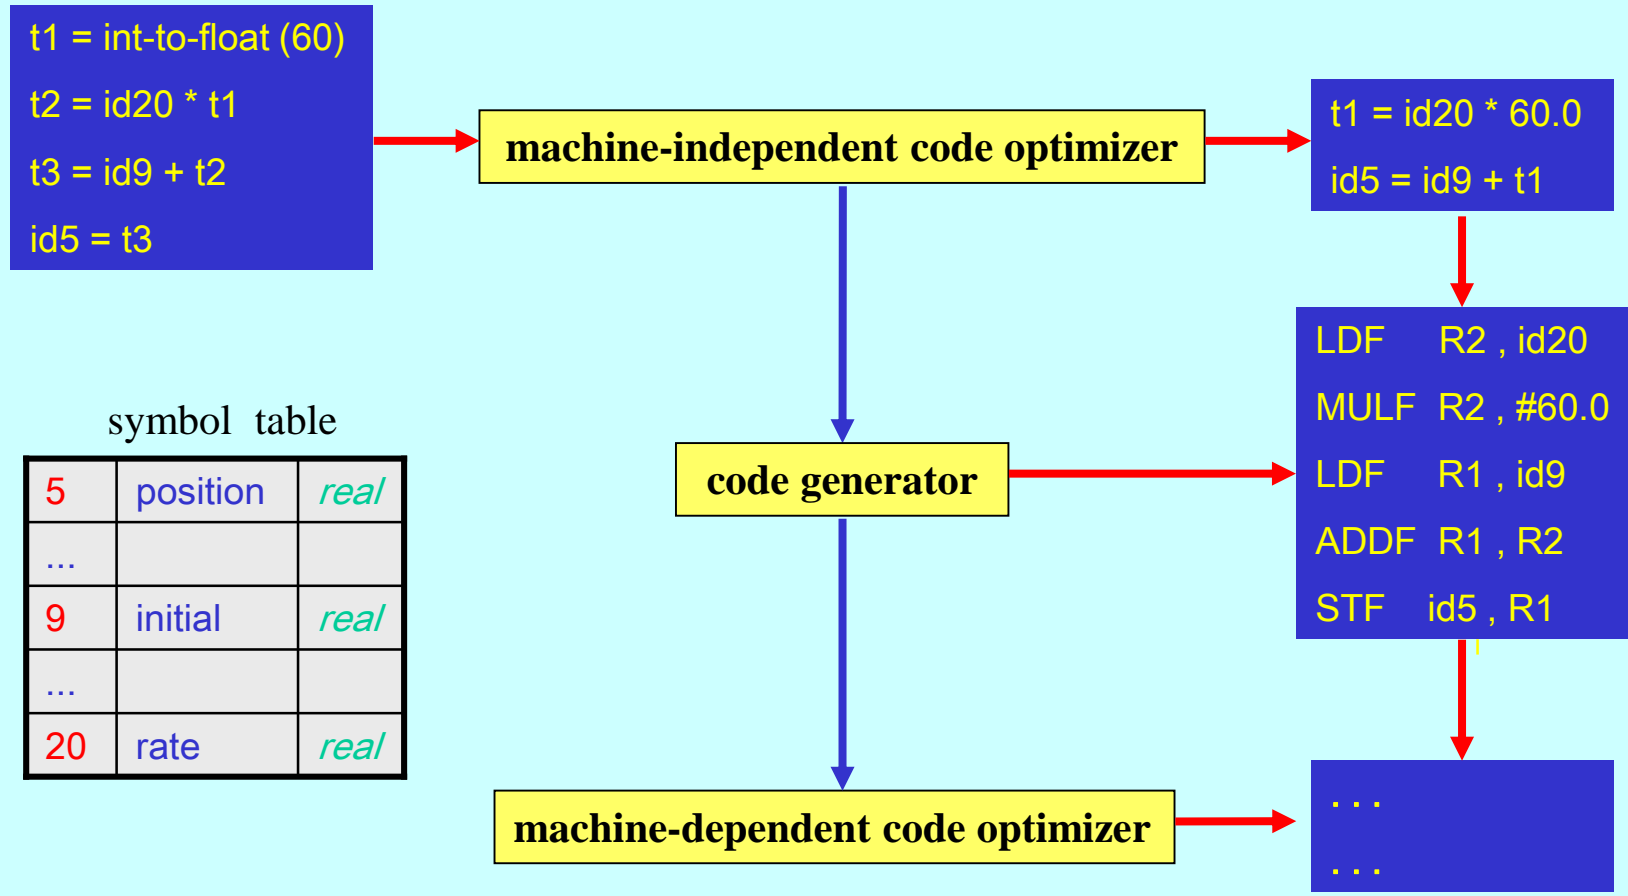 t1 = int-to-float (60)
t2 = id20 * t1
t3 = id9 + t2
id5 = t3
machine-independent code optimizer
t1 = id20 * 60.0
id5 = id9 + t1
LDF R2 , id20
MULF R2 , #60.0
LDF R1 , id9
ADDF R1 , R2
STF id5 , R1
symbol table
5 position real
...
9 initial real
...
20 rate real
code generator
machine-dependent code optimizer
. . .
. . .